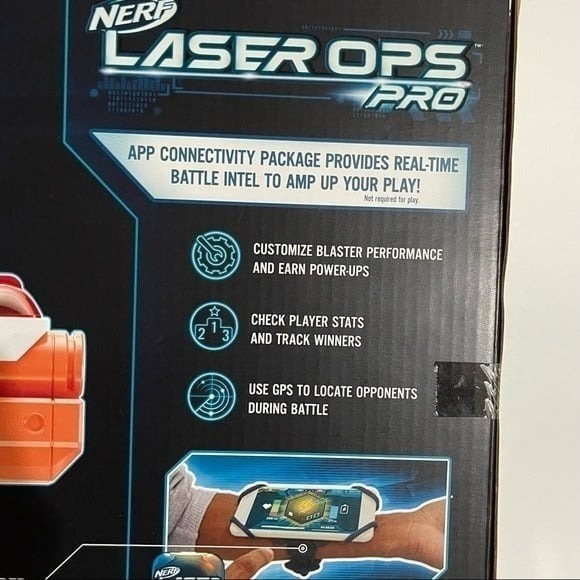 NERF
LASER OPS
PRO
APP CONNECTIVITY PACKAGE PROVIDES REAL-TIME
BATTLE INTEL TO AMP UP YOUR PLAY!
Not required for play.
CUSTOMIZE BLASTER PERFORMANCE
AND EARN POWER-UPS
2 1 3
CHECK PLAYER STATS
AND TRACK WINNERS
USE GPS TO LOCATE OPPONENTS
DURING BATTLE
NERF